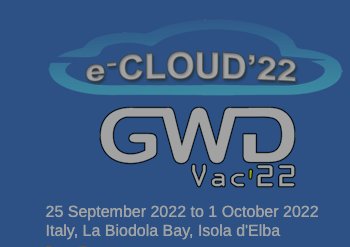 e-CLOUD'22
GWD
Vac'22
25 September 2022 to 1 October 2022
Italy, La Biodola Bay, Isola d'Elba